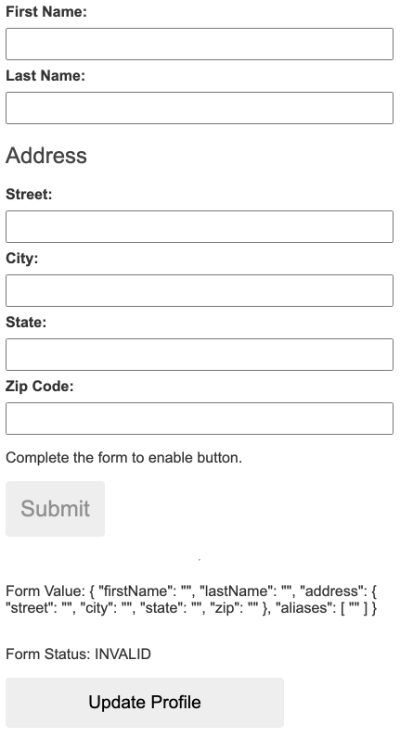 First Name:
Last Name:
Address
Street:
City:
State:
Zip Code:
Complete the form to enable button.
Submit
Form Value: { "firstName": "", "lastName": "", "address": {
"street": "", "city": "", "state": "", "zip": "" }, "aliases": [ "" ] }
Form Status: INVALID
Update Profile